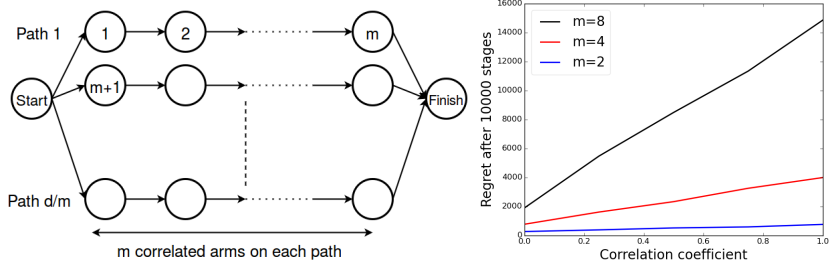 Path 1
1
2
m
Start
m+1
Finish
Path d/m
m correlated arms on each path
Regret after 10000 stages
16000
14000
12000
10000
8000
6000
4000
2000
0
m=8
m=4
m=2
0.0
0.2
0.4
0.6
0.8
1.0
Correlation coefficient